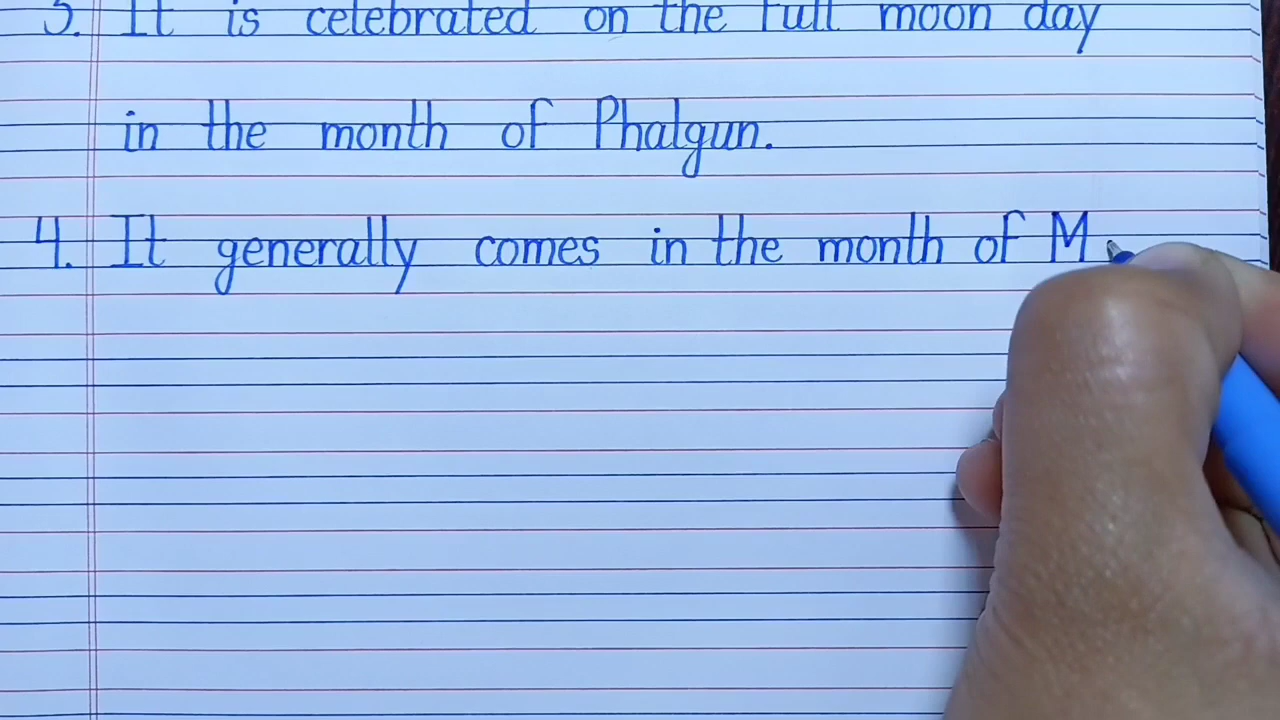 3. It is celebrated on the full moon day
in the month of Phalgun.
4. It generally comes in the month of M